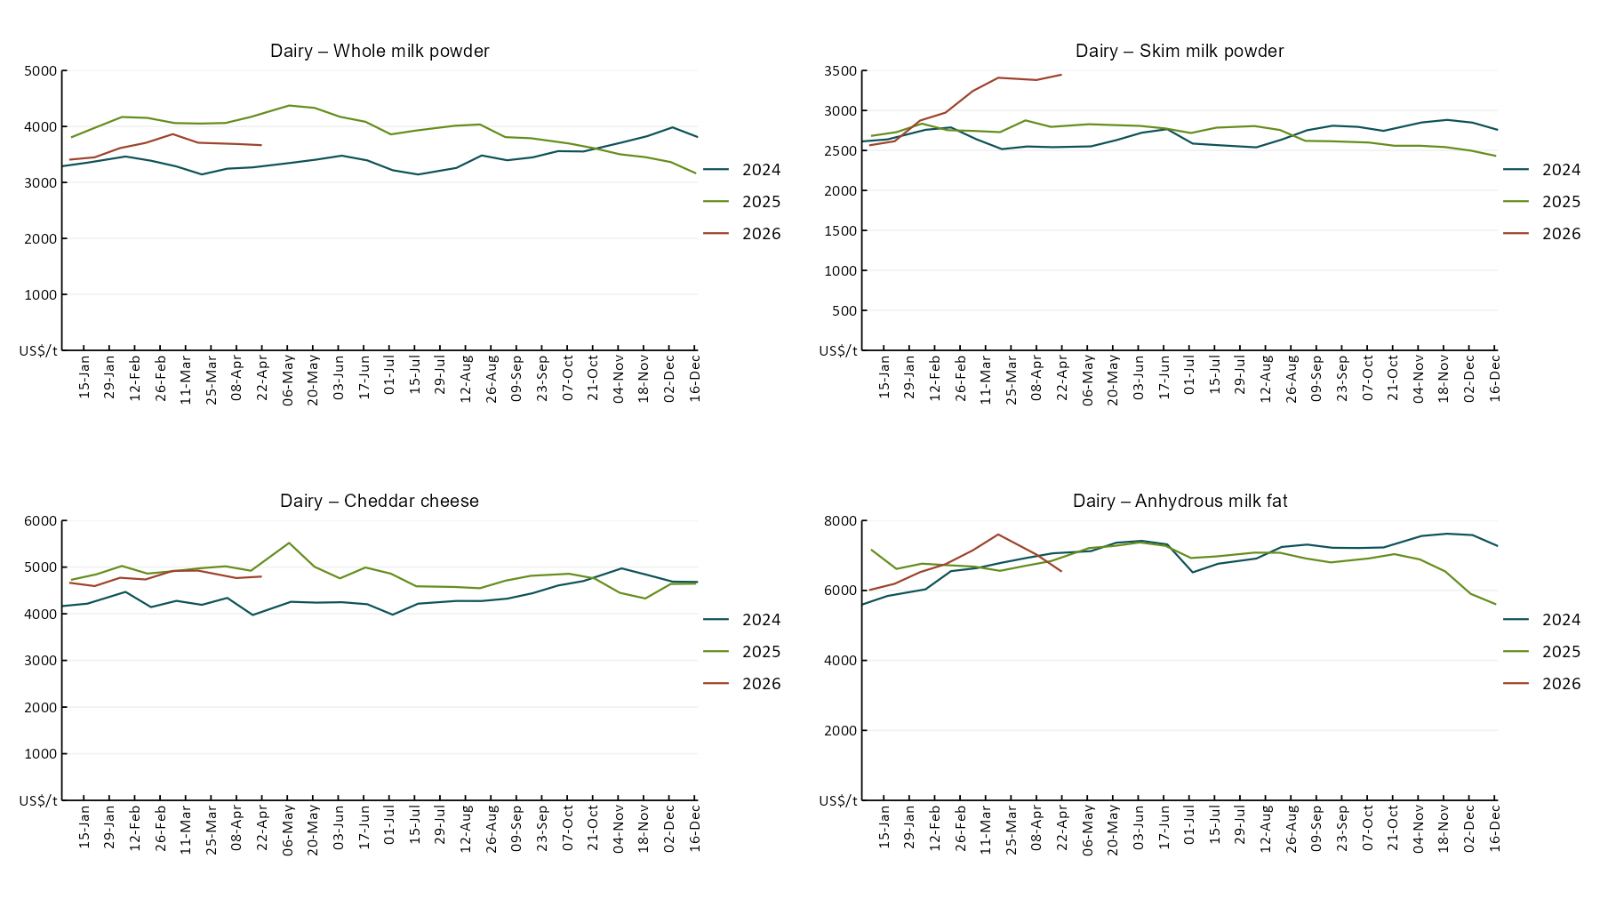 Dairy – Whole milk powder
5000
4000
3000
2000
1000
US$/t
15-Jan
29-Jan
12-Feb
26-Feb
11-Mar
25-Mar
08-Apr
22-Apr
06-May
20-May
03-Jun
17-Jun
01-Jul
15-Jul
29-Jul
12-Aug
26-Aug
09-Sep
23-Sep
07-Oct
21-Oct
04-Nov
18-Nov
02-Dec
16-Dec
2024
2025
2026
Dairy – Skim milk powder
3500
3000
2500
2000
1500
1000
500
US$/t
15-Jan
29-Jan
12-Feb
26-Feb
11-Mar
25-Mar
08-Apr
22-Apr
06-May
20-May
03-Jun
17-Jun
01-Jul
15-Jul
29-Jul
12-Aug
26-Aug
09-Sep
23-Sep
07-Oct
21-Oct
04-Nov
18-Nov
02-Dec
16-Dec
2024
2025
2026
Dairy – Cheddar cheese
6000
5000
4000
3000
2000
1000
US$/t
15-Jan
29-Jan
12-Feb
26-Feb
11-Mar
25-Mar
08-Apr
22-Apr
06-May
20-May
03-Jun
17-Jun
01-Jul
15-Jul
29-Jul
12-Aug
26-Aug
09-Sep
23-Sep
07-Oct
21-Oct
04-Nov
18-Nov
02-Dec
16-Dec
2024
2025
2026
Dairy – Anhydrous milk fat
8000
6000
4000
2000
US$/t
15-Jan
29-Jan
12-Feb
26-Feb
11-Mar
25-Mar
08-Apr
22-Apr
06-May
20-May
03-Jun
17-Jun
01-Jul
15-Jul
29-Jul
12-Aug
26-Aug
09-Sep
23-Sep
07-Oct
21-Oct
04-Nov
18-Nov
02-Dec
16-Dec
2024
2025
2026